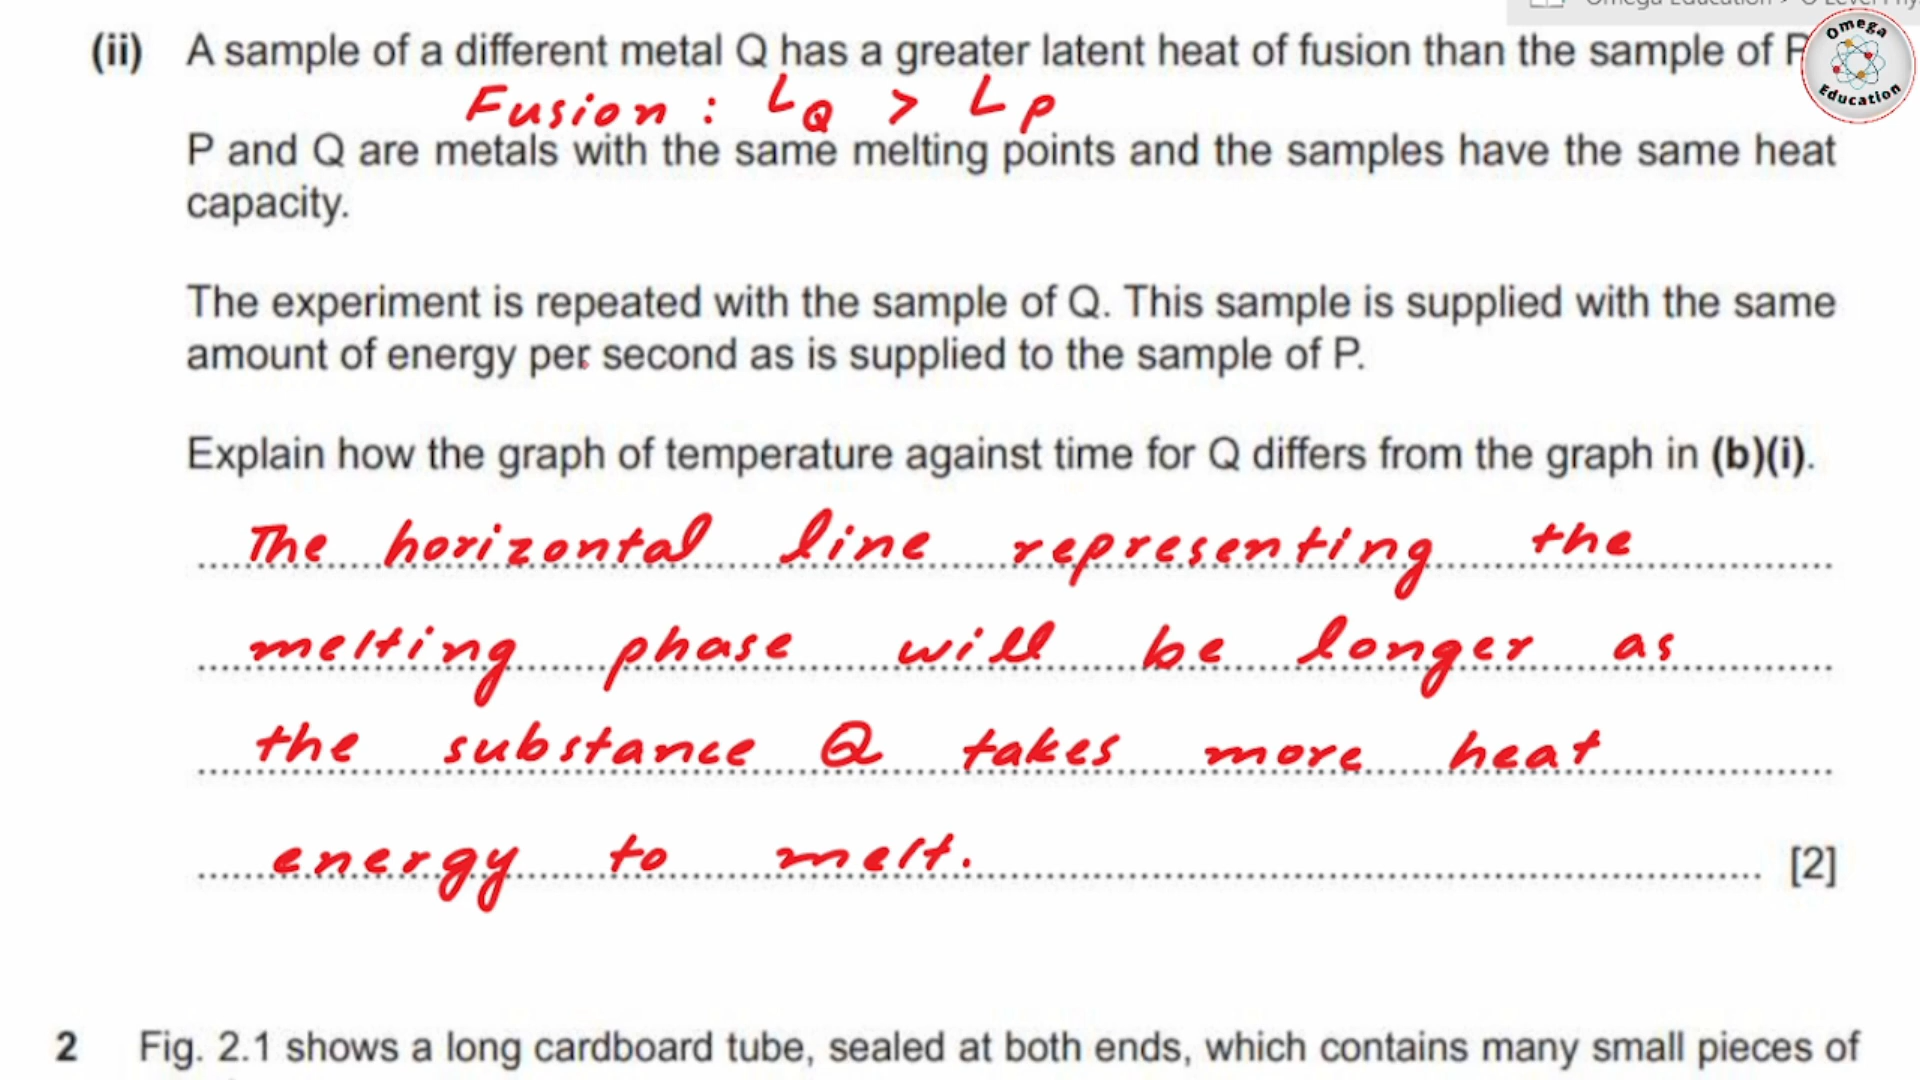 (ii) A sample of a different metal Q has a greater latent heat of fusion than the sample of P
Omega Education
Fusion : LQ > LP
P and Q are metals with the same melting points and the samples have the same heat
capacity.
The experiment is repeated with the sample of Q. This sample is supplied with the same
amount of energy per second as is supplied to the sample of P.
Explain how the graph of temperature against time for Q differs from the graph in (b)(i).
The horizontal line representing the
melting phase will be longer as
the substance Q takes more heat
energy to melt. [2]
2 Fig. 2.1 shows a long cardboard tube, sealed at both ends, which contains many small pieces of